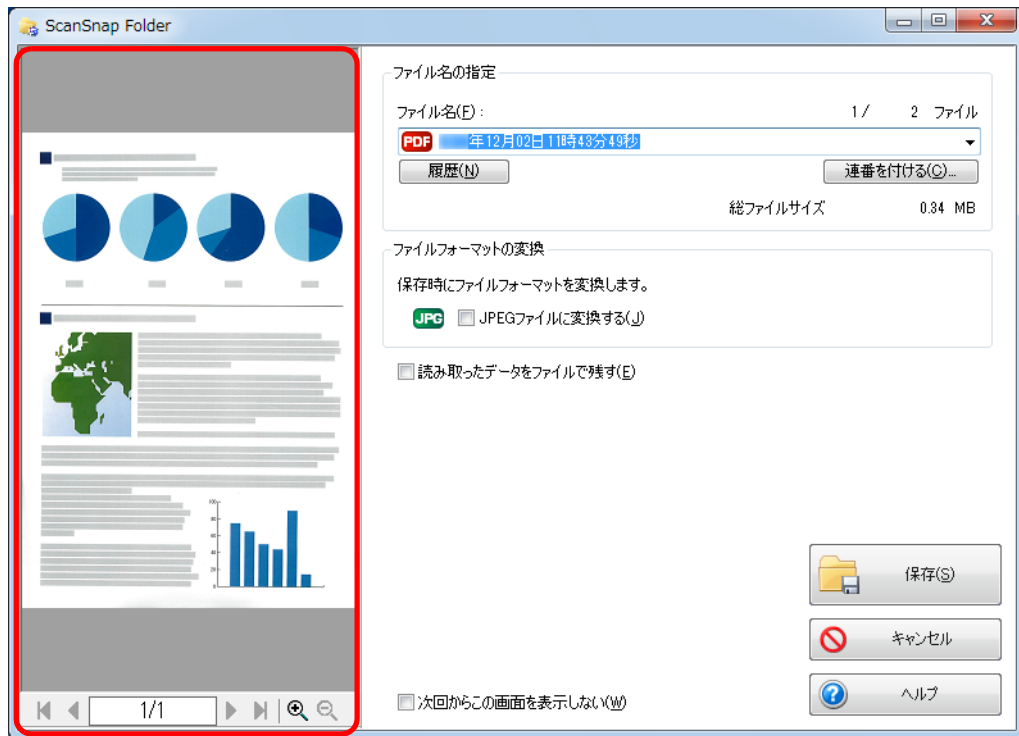 ScanSnap Folder
ファイル名の指定
ファイル名(F): 1/ 2 ファイル
PDF 年12月02日11時43分49秒
履歴(N) 連番を付ける(C)...
総ファイルサイズ 0.34 MB
ファイルフォーマットの変換
保存時にファイルフォーマットを変換します。
JPG JPEGファイルに変換する(J)
読み取ったデータをファイルで残す(E)
保存(S)
キャンセル
次回からこの画面を表示しない(W)
ヘルプ
1/1